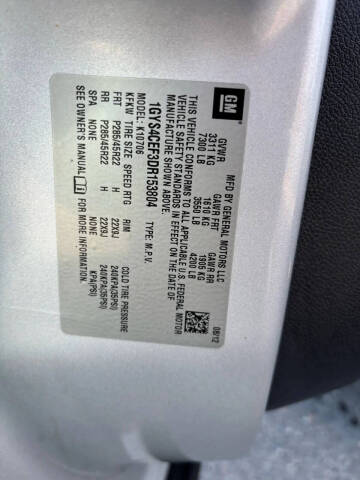 GM
MFD BY GENERAL MOTORS LLC 08/12
GVWR GAWR FRT GAWR RR
3311 KG 1610 KG 1905 KG
7300 LB 3550 LB 4200 LB
THIS VEHICLE CONFORMS TO ALL APPLICABLE U.S. FEDERAL MOTOR
VEHICLE SAFETY STANDARDS IN EFFECT ON THE DATE OF
MANUFACTURE SHOWN ABOVE.
1GYS4CEF3DR153804 TYPE: M.P.V.
MODEL: K10706
KFKW TIRE SIZE SPEED RTG RIM COLD TIRE PRESSURE
FRT P285/45R22 H 22X9J 240KPA(35PSI)
RR P285/45R22 H 22X9J 240KPA(35PSI)
SPA NONE NONE KPA(PSI)
SEE OWNER'S MANUAL FOR MORE INFORMATION.